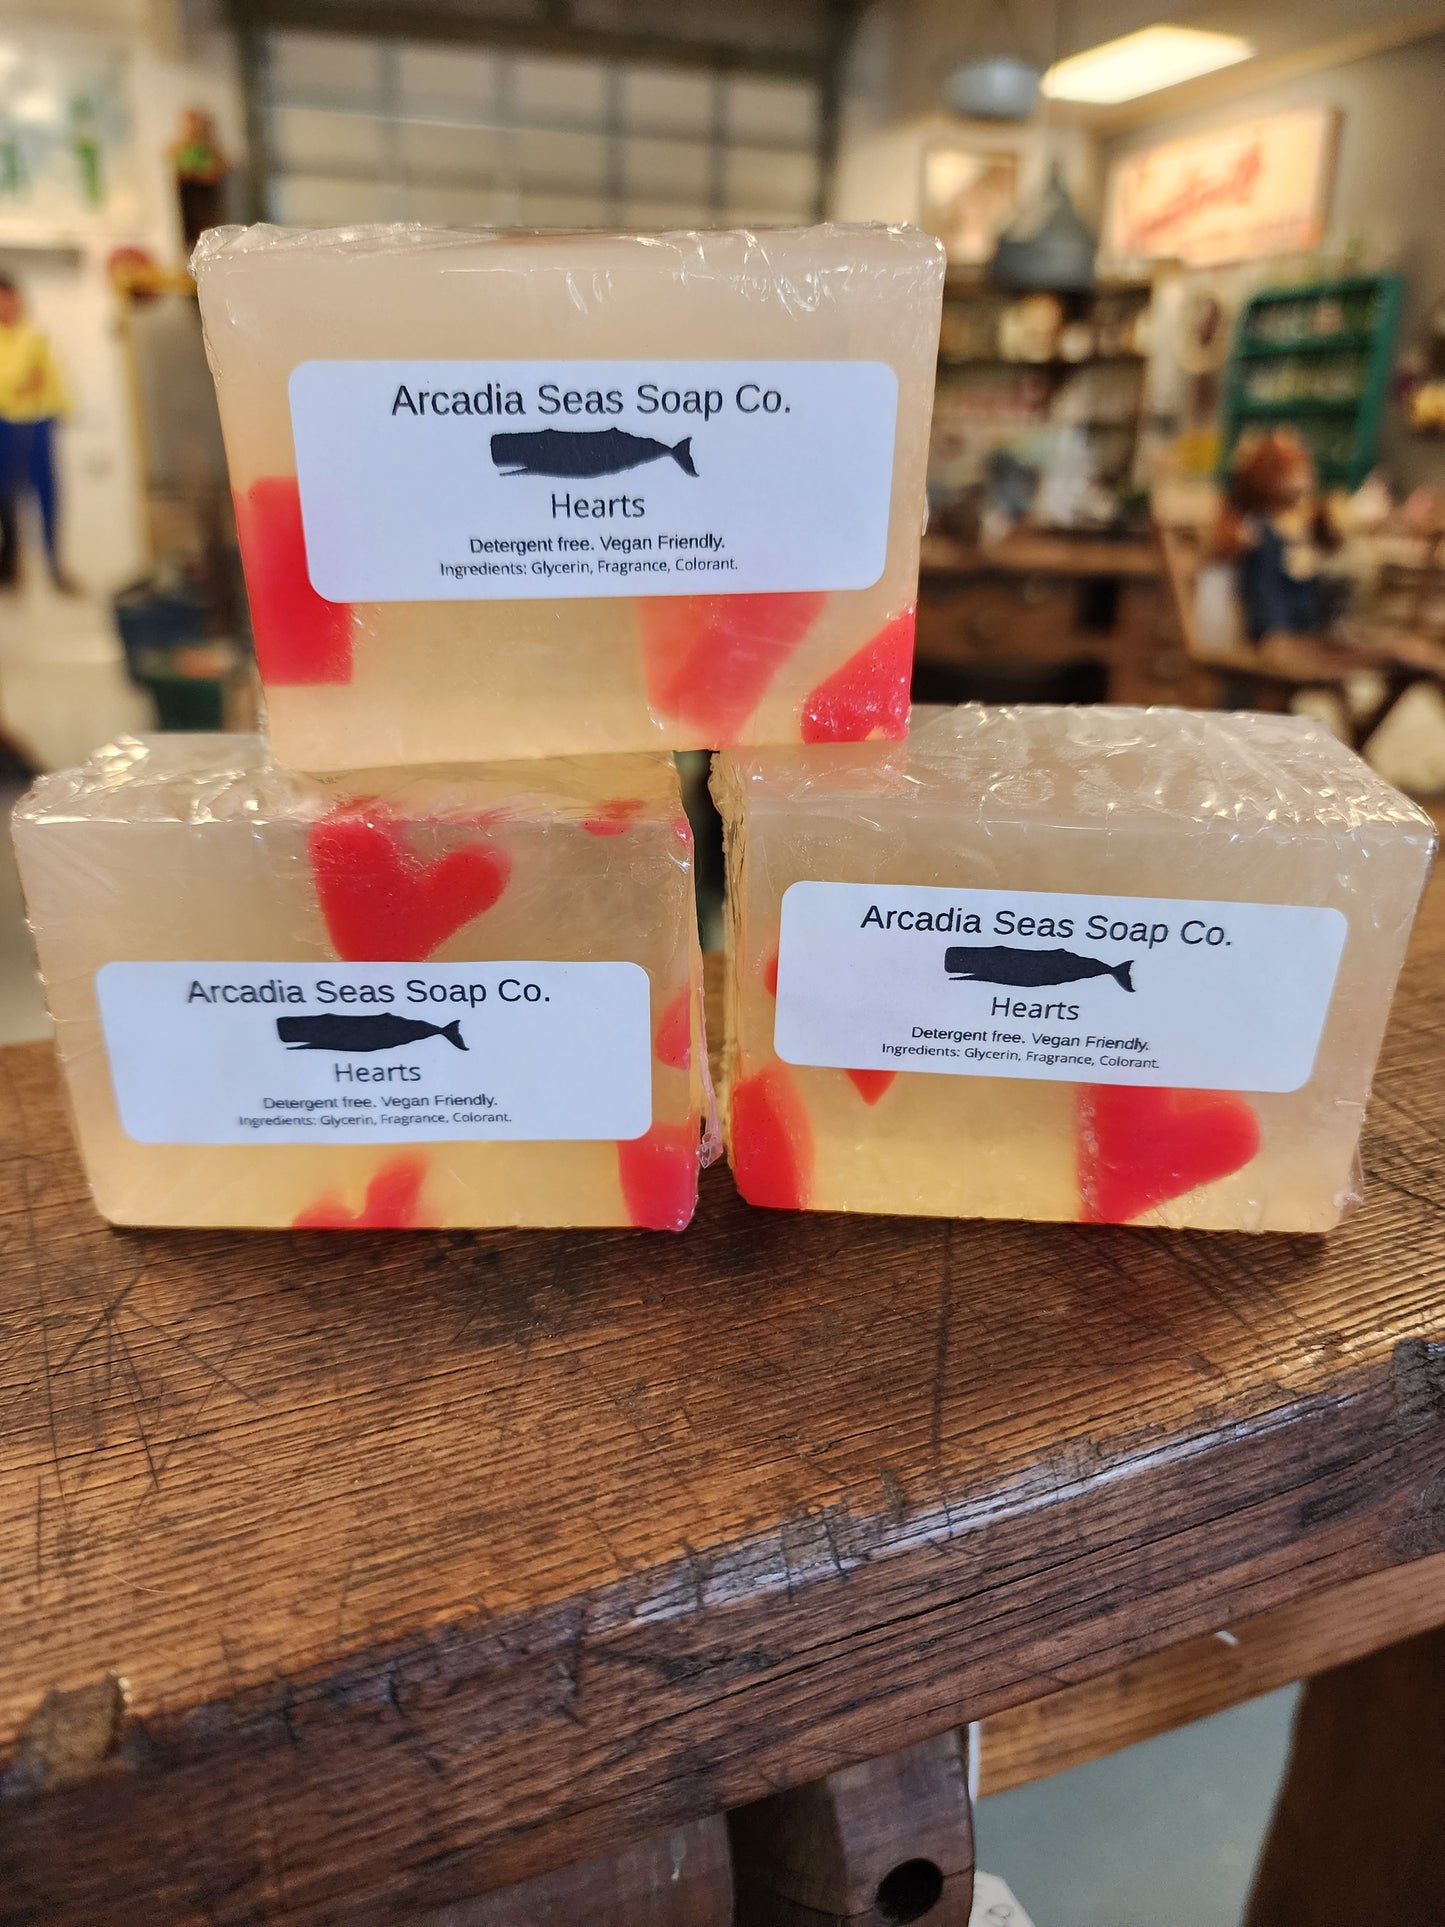 Arcadia Seas Soap Co.
Hearts
Detergent free. Vegan Friendly.
Ingredients: Glycerin, Fragrance, Colorant.
Arcadia Seas Soap Co.
Hearts
Detergent free. Vegan Friendly.
Ingredients: Glycerin, Fragrance, Colorant.
Arcadia Seas Soap Co.
Hearts
Detergent free. Vegan Friendly.
Ingredients: Glycerin, Fragrance, Colorant.